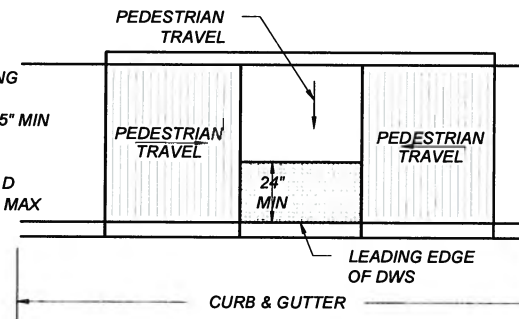 PEDESTRIAN
TRAVEL
NG
5" MIN
PEDESTRIAN
TRAVEL
PEDESTRIAN
TRAVEL
D
MAX
24"
MIN
LEADING EDGE
OF DWS
CURB & GUTTER